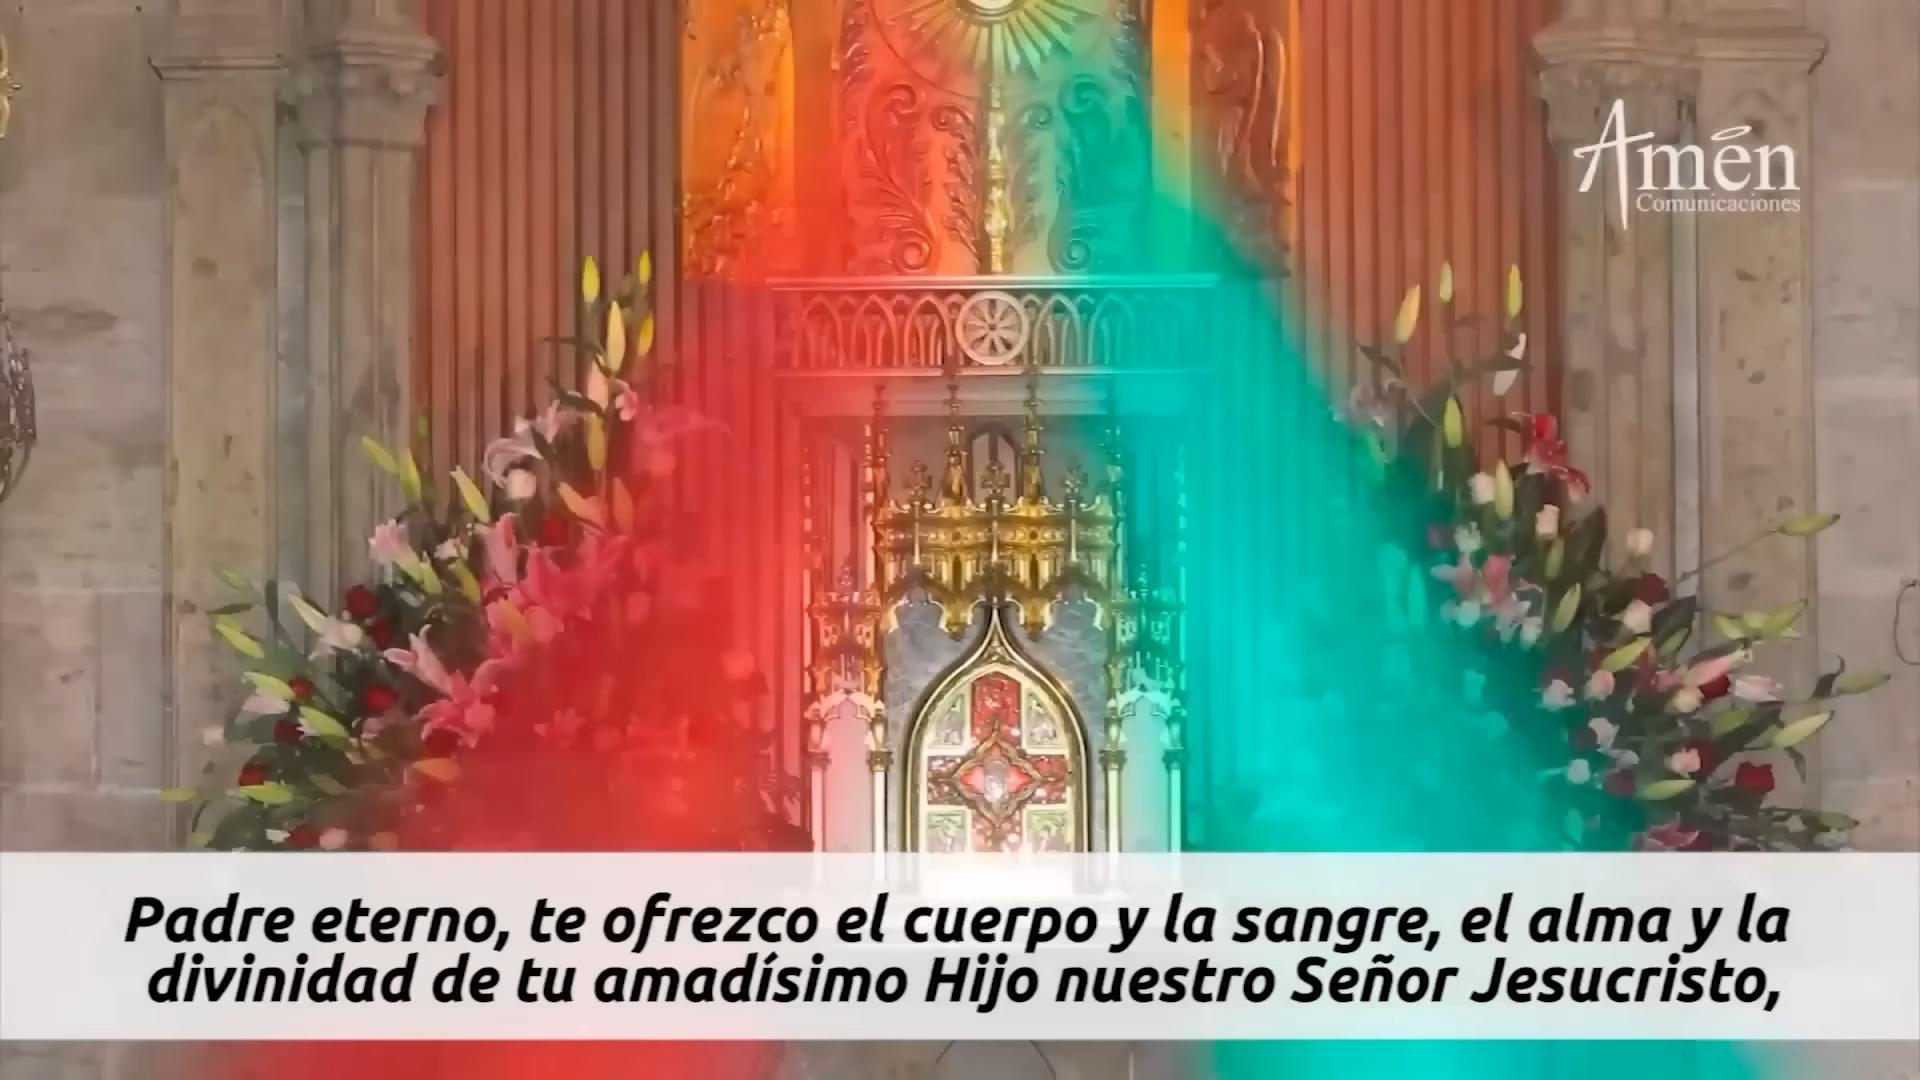 Amén
Comunicaciones
Padre eterno, te ofrezco el cuerpo y la sangre, el alma y la
divinidad de tu amadísimo Hijo nuestro Señor Jesucristo,